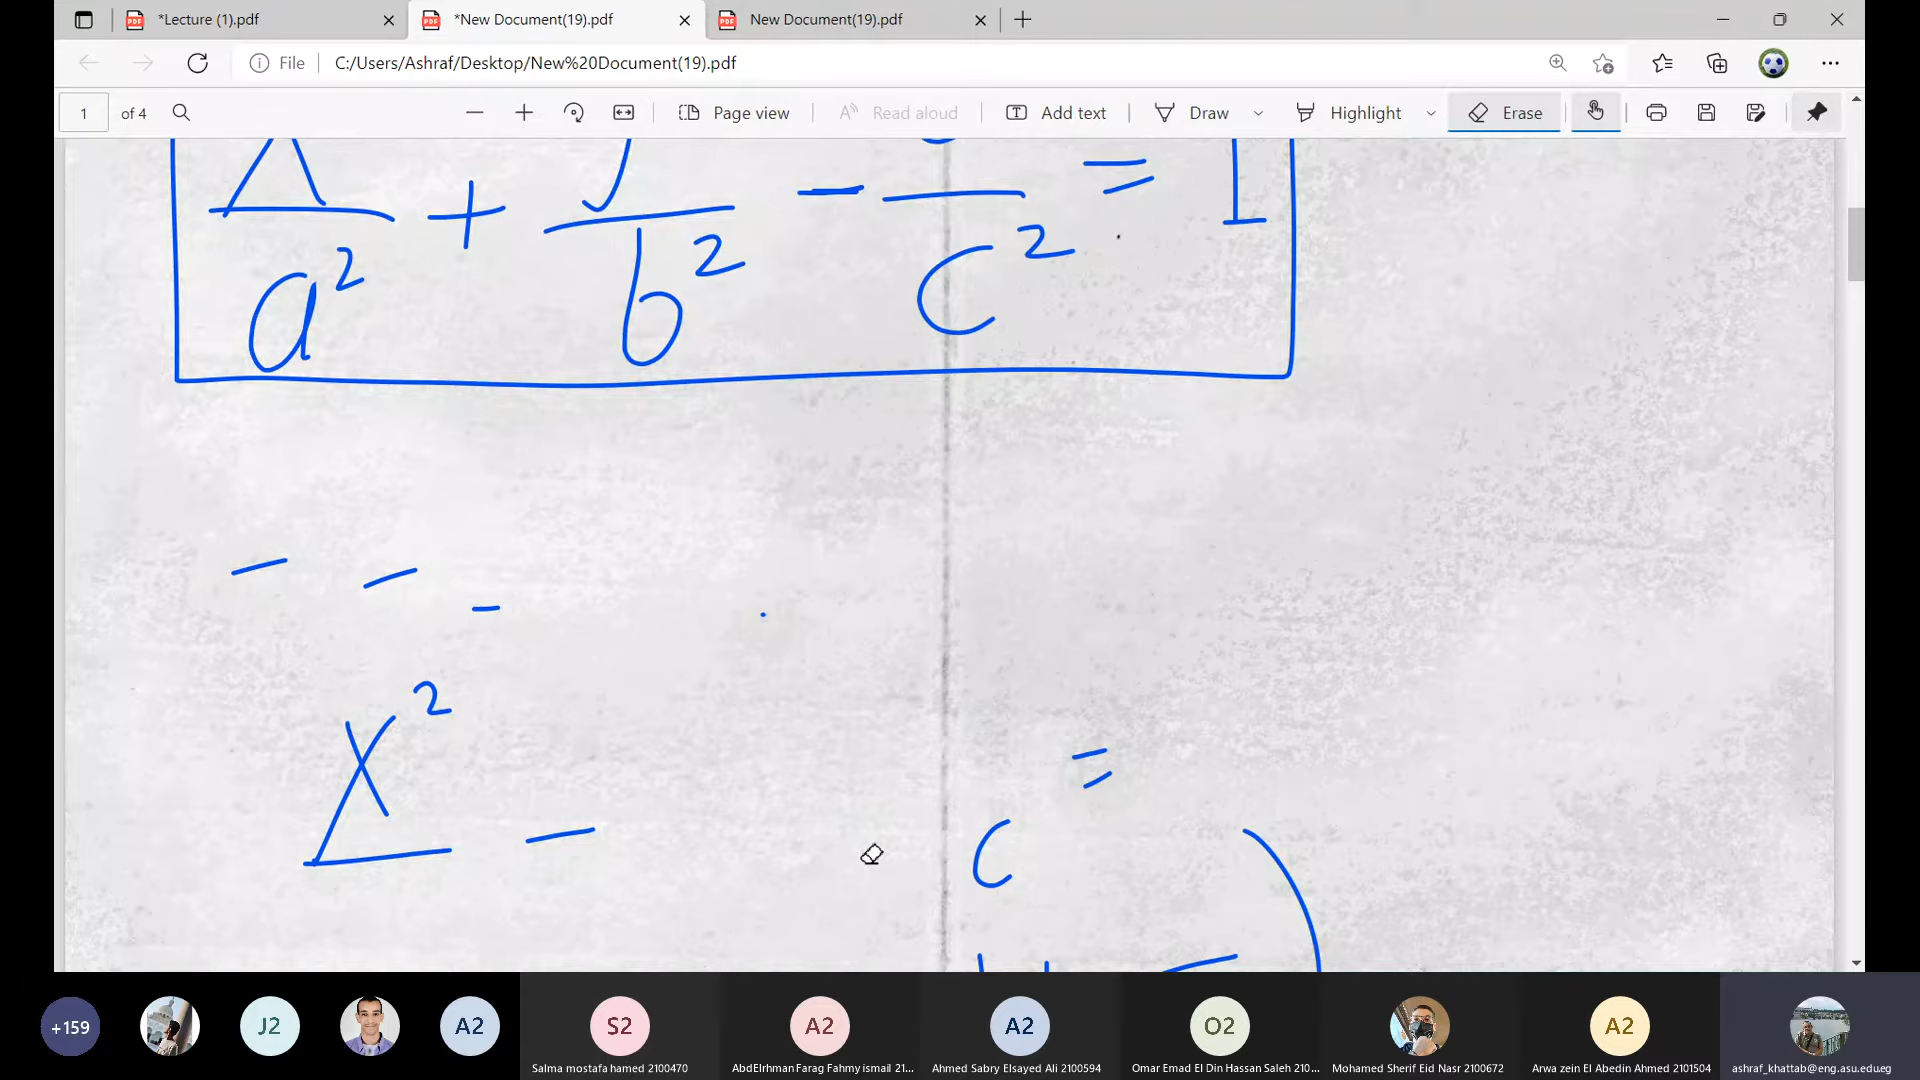 *Lecture (1).pdf
*New Document(19).pdf
New Document(19).pdf
File
C:/Users/Ashraf/Desktop/New%20Document(19).pdf
1 of 4
Page view
Read aloud
Add text
Draw
Highlight
Erase
+ − = 1
a² b² c²
− − −
X²
−
=
C
+159
J2
A2
S2
A2
A2
O2
A2
Salma mostafa hamed 2100470
AbdElrhman Farag Fahmy ismail 21...
Ahmed Sabry Elsayed Ali 2100594
Omar Emad El Din Hassan Saleh 210...
Mohamed Sherif Eid Nasr 2100672
Arwa zein El Abedin Ahmed 2101504
ashraf_khattab@eng.asu.edu.eg